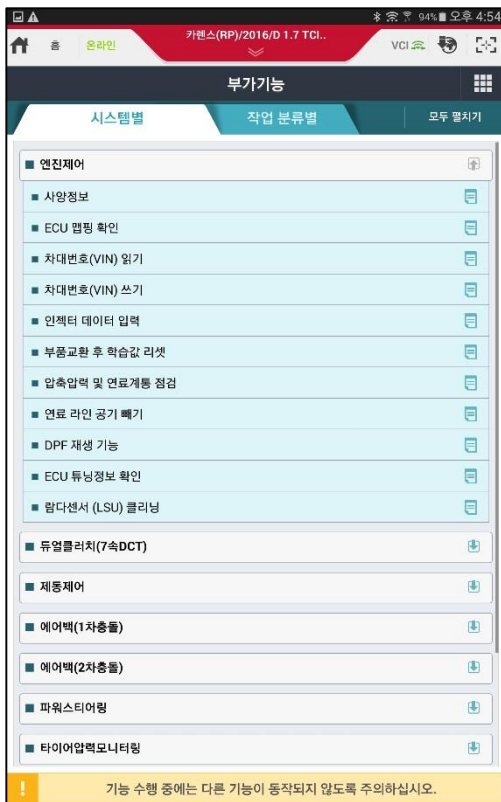 94% 오후 4:54
홈 온라인 카렌스(RP)/2016/D 1.7 TCI.. VCI
부가기능
시스템별 작업 분류별 모두 펼치기
엔진제어
사양정보
ECU 맵핑 확인
차대번호(VIN) 읽기
차대번호(VIN) 쓰기
인젝터 데이터 입력
부품교환 후 학습값 리셋
압축압력 및 연료계통 점검
연료 라인 공기 빼기
DPF 재생 기능
ECU 튜닝정보 확인
람다센서 (LSU) 클리닝
듀얼클러치(7속DCT)
제동제어
에어백(1차충돌)
에어백(2차충돌)
파워스티어링
타이어압력모니터링
기능 수행 중에는 다른 기능이 동작되지 않도록 주의하십시오.